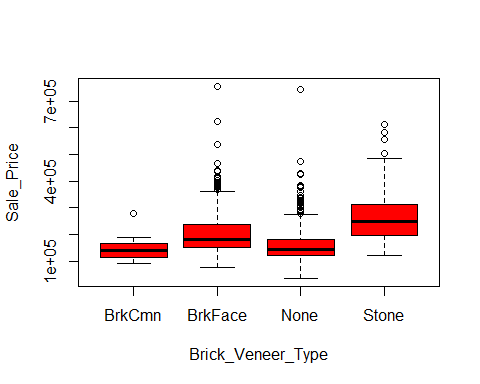 7e+05
4e+05
1e+05
Sale_Price
BrkCmn BrkFace None Stone
Brick_Veneer_Type